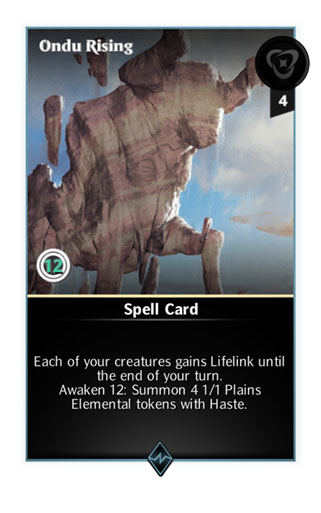 Ondu Rising
4
12
Spell Card
Each of your creatures gains Lifelink until
the end of your turn.
Awaken 12: Summon 4 1/1 Plains
Elemental tokens with Haste.